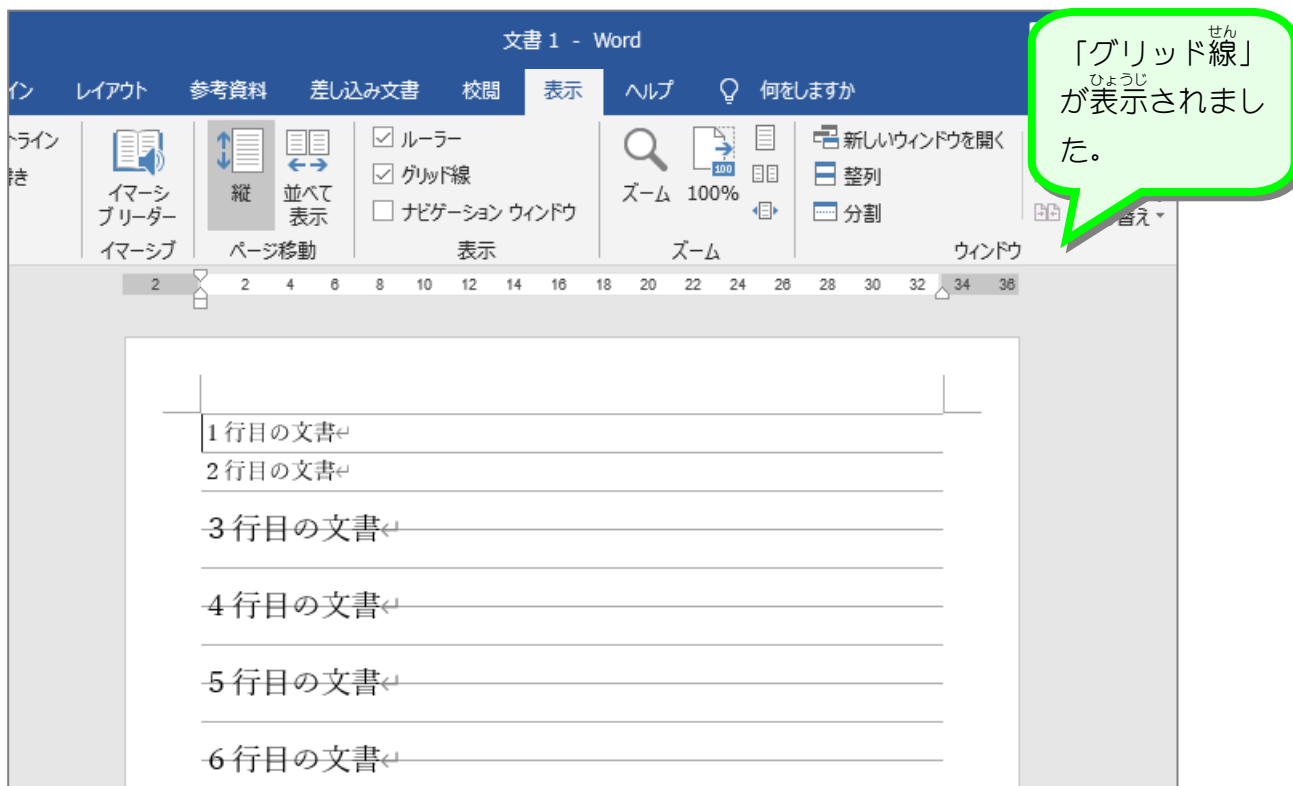 文書 1 - Word
イン レイアウト 参考資料 差し込み文書 校閲 表示 ヘルプ 何をしますか
「グリッド線」
が表示されまし
た。
せん
ひょうじ
イマーシ
ブ リーダー
イマーシブ
縦
並べて
表示
ページ移動
ルーラー
グリッド線
ナビゲーション ウィンドウ
表示
ズーム
100
100%
ズーム
新しいウィンドウを開く
整列
分割
替え
ウィンドウ
2 2 4 6 8 10 12 14 16 18 20 22 24 26 28 30 32 34 36
1 行目の文書↵
2 行目の文書↵
3 行目の文書↵
4 行目の文書↵
5 行目の文書↵
6 行目の文書↵